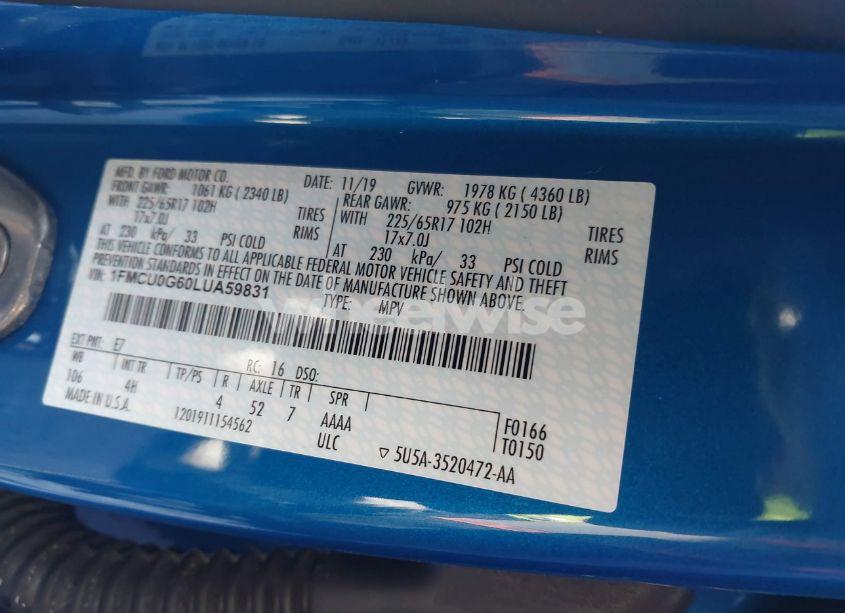 MFD. BY FORD MOTOR CO.
DATE: 11/19 GVWR: 1978 KG ( 4360 LB)
FRONT GAWR: 1061 KG ( 2340 LB)
REAR GAWR: 975 KG ( 2150 LB)
WITH 225/65R17 102H TIRES
WITH 225/65R17 102H TIRES
17x7.0J RIMS
17x7.0J RIMS
AT 230 kPa/ 33 PSI COLD
AT 230 kPa/ 33 PSI COLD
THIS VEHICLE CONFORMS TO ALL APPLICABLE FEDERAL MOTOR VEHICLE SAFETY AND THEFT
PREVENTION STANDARDS IN EFFECT ON THE DATE OF MANUFACTURE SHOWN ABOVE.
VIN: 1FMCU0G60LUA59831
TYPE: MPV
wheelwise
EXT PNT: E7 RC: 16 DSO:
WB INT TR TP/PS R AXLE TR SPR
106 4H 4 52 7 AAAA F0166
MADE IN U.S.A. 1201911154562 ULC T0150
5U5A-3520472-AA